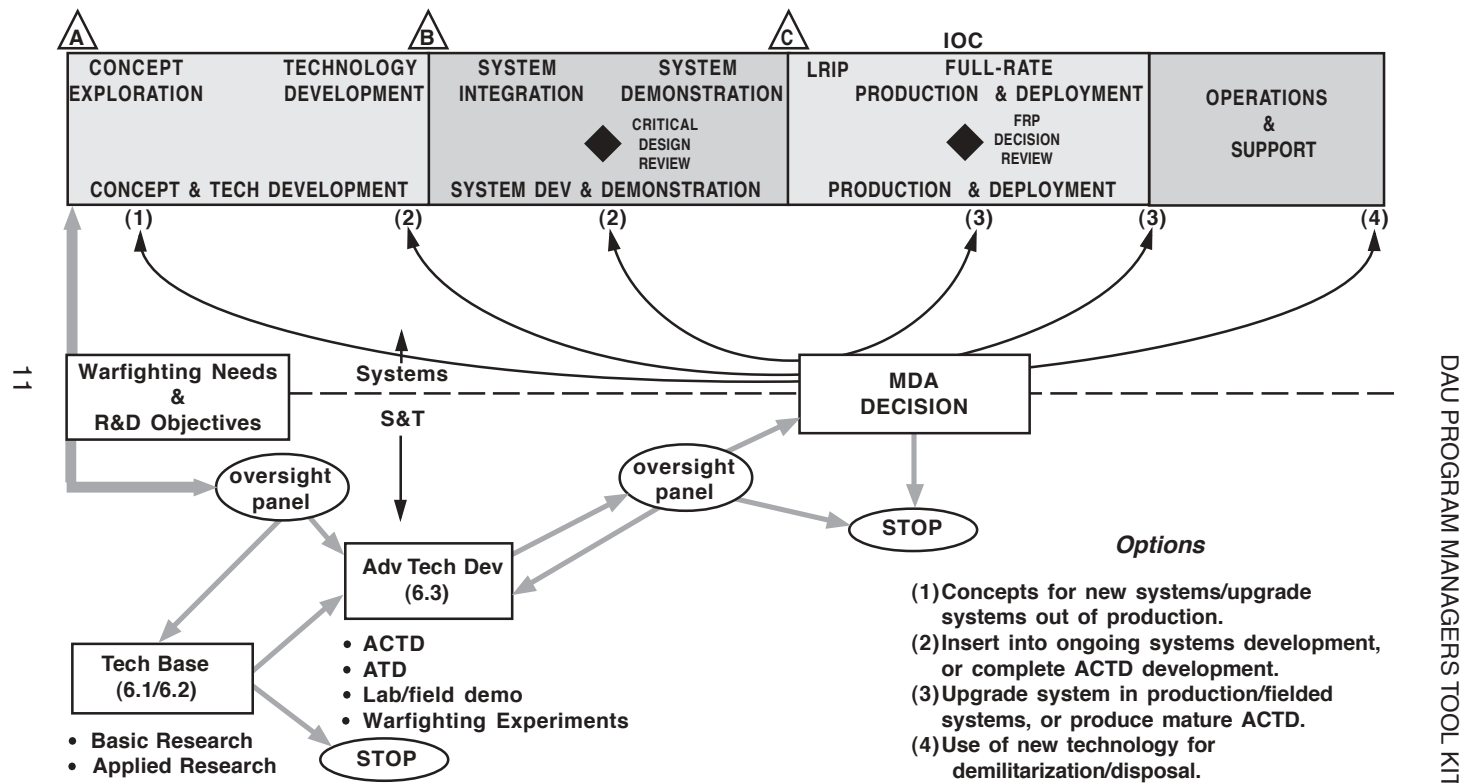 A
B
C
IOC
CONCEPT
EXPLORATION
TECHNOLOGY
DEVELOPMENT
CONCEPT & TECH DEVELOPMENT
SYSTEM
INTEGRATION
SYSTEM
DEMONSTRATION
CRITICAL
DESIGN
REVIEW
SYSTEM DEV & DEMONSTRATION
LRIP
FULL-RATE
PRODUCTION & DEPLOYMENT
FRP
DECISION
REVIEW
PRODUCTION & DEPLOYMENT
OPERATIONS
&
SUPPORT
(1)
(2)
(2)
(3)
(3)
(4)
Warfighting Needs
&
R&D Objectives
Systems
S&T
MDA
DECISION
oversight
panel
oversight
panel
STOP
Adv Tech Dev
(6.3)
• ACTD
• ATD
• Lab/field demo
• Warfighting Experiments
Tech Base
(6.1/6.2)
• Basic Research
• Applied Research
STOP
Options
(1) Concepts for new systems/upgrade
systems out of production.
(2) Insert into ongoing systems development,
or complete ACTD development.
(3) Upgrade system in production/fielded
systems, or produce mature ACTD.
(4) Use of new technology for
demilitarization/disposal.
11
DAU PROGRAM MANAGERS TOOL KIT